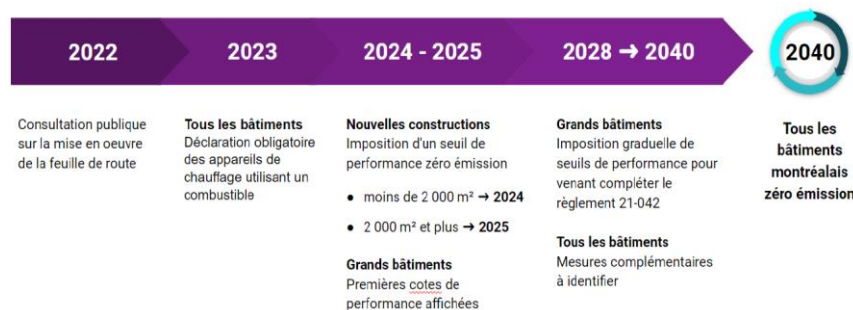 2022
2023
2024 - 2025
2028 → 2040
2040
Consultation publique
sur la mise en oeuvre
de la feuille de route
Tous les bâtiments
Déclaration obligatoire
des appareils de
chauffage utilisant un
combustible
Nouvelles constructions
Imposition d'un seuil de
performance zéro émission
• moins de 2 000 m² → 2024
• 2 000 m² et plus → 2025
Grands bâtiments
Premières cotes de
performance affichées
Grands bâtiments
Imposition graduelle de
seuils de performance pour
venant compléter le
règlement 21-042
Tous les bâtiments
Mesures complémentaires
à identifier
Tous les
bâtiments
montréalais
zéro émission